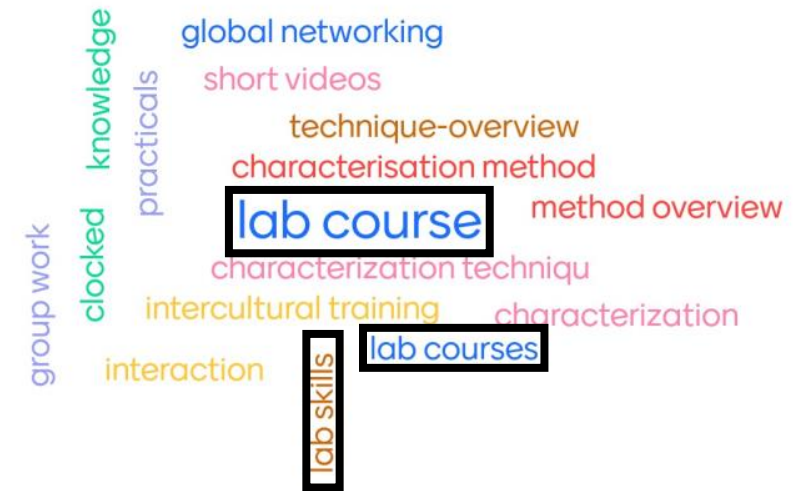 global networking
knowledge
short videos
practicals
technique-overview
characterisation method
lab course
method overview
clocked
group work
characterization techniqu
intercultural training
characterization
lab courses
interaction
lab skills